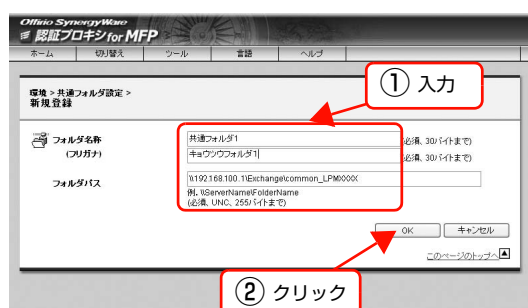 Offirio SynergyWare
認証プロキシ for MFP
ホーム 切り替え ツール 言語 ヘルプ
① 入力
環境 > 共通フォルダ設定 >
新規登録
フォルダ名称 共通フォルダ1 (必須、30バイトまで)
(フリガナ) キョウツウフォルダ1 (必須、30バイトまで)
フォルダパス \\192.168.100.1\Exchange\common_LPMXXXX
例. \\ServerName\FolderName
(必須、UNC、255バイトまで)
OK キャンセル
このページのトップへ
② クリック